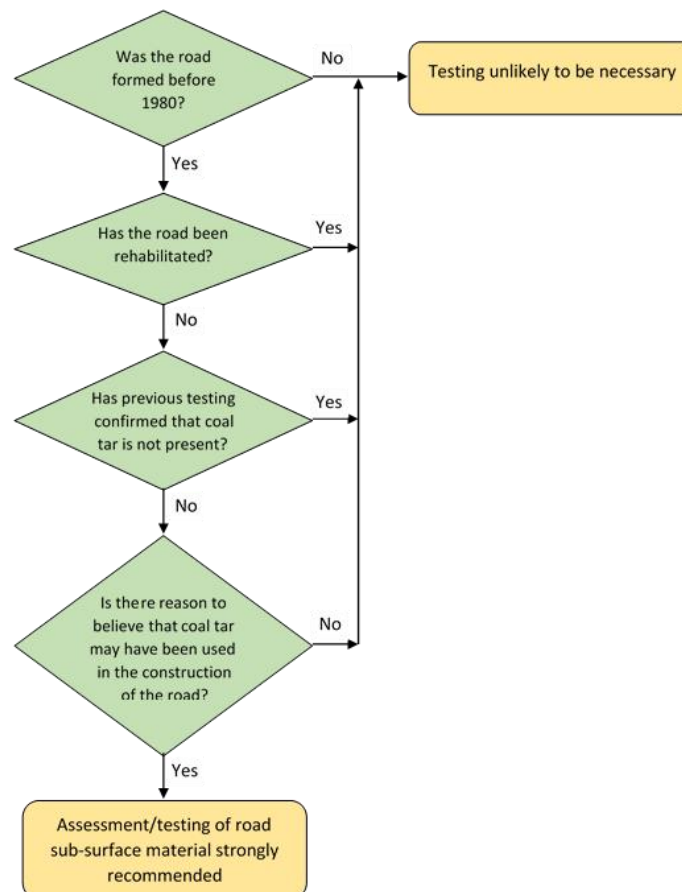 Was the road
formed before
1980?
No
Testing unlikely to be necessary
Yes
Has the road been
rehabilitated?
Yes
No
Has previous testing
confirmed that coal
tar is not present?
Yes
No
Is there reason to
believe that coal tar
may have been used
in the construction
of the road?
No
Yes
Assessment/testing of road
sub-surface material strongly
recommended